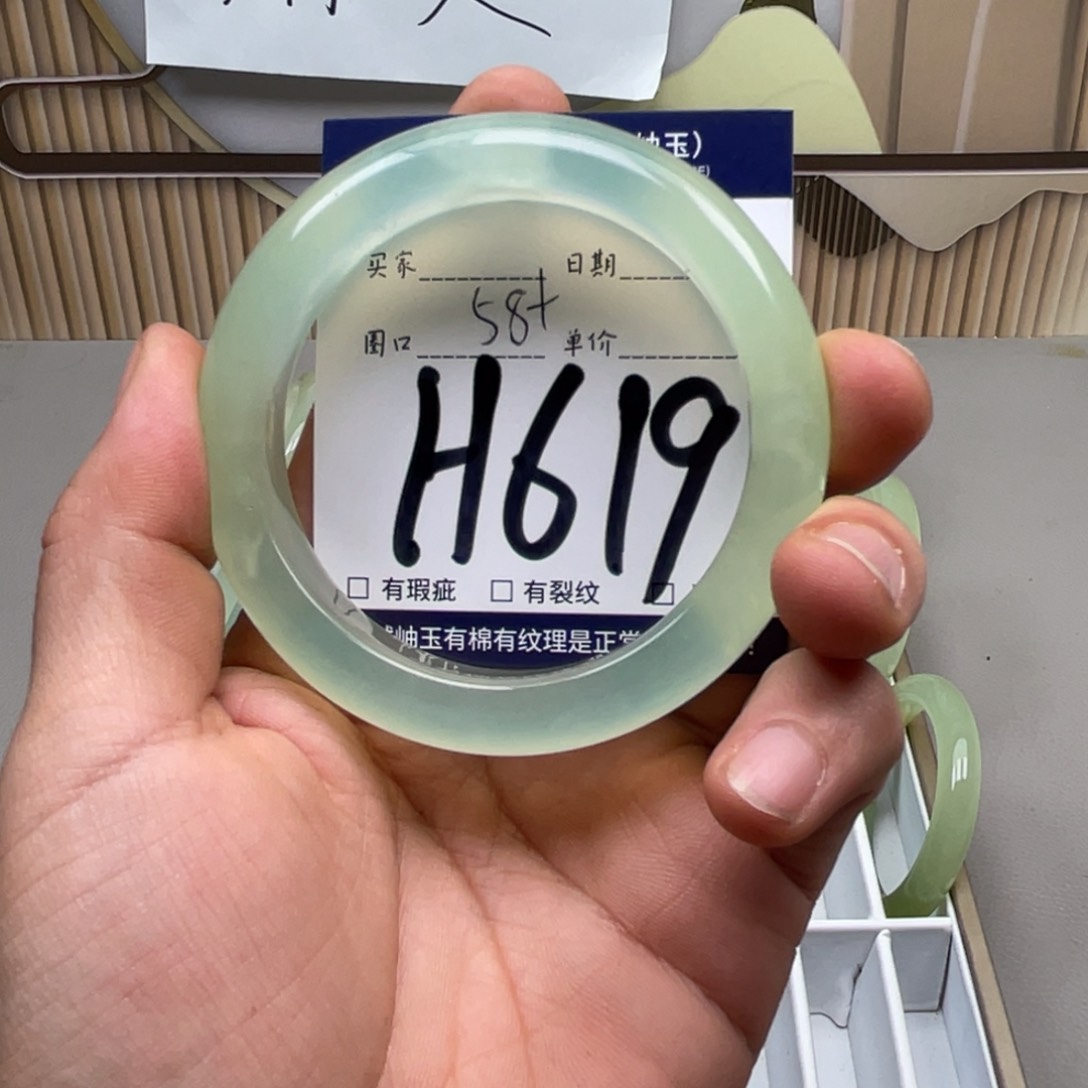 岫玉）
买家 日期
58+
圈口 单价
H619
□ 有瑕疵 □ 有裂纹 □
岫玉有棉有纹理是正常
！